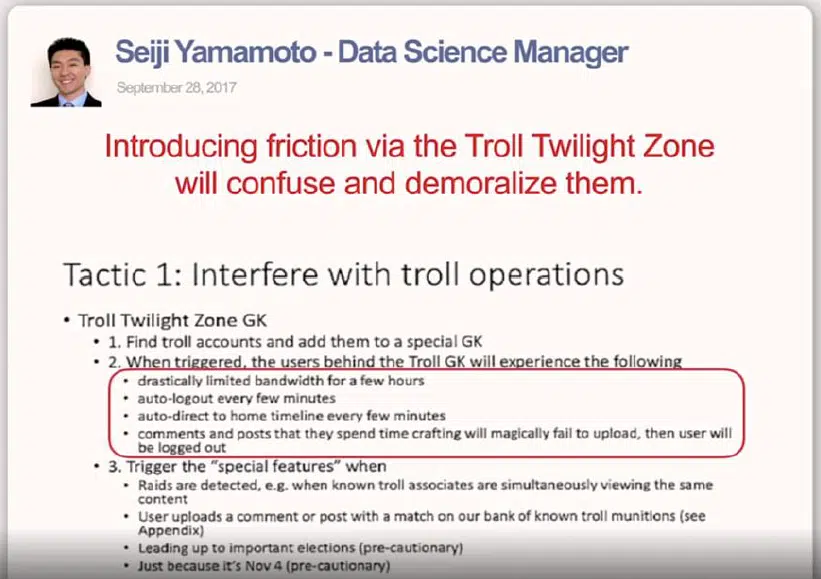 Seiji Yamamoto - Data Science Manager
September 28, 2017
Introducing friction via the Troll Twilight Zone
will confuse and demoralize them.
Tactic 1: Interfere with troll operations
• Troll Twilight Zone GK
• 1. Find troll accounts and add them to a special GK
• 2. When triggered, the users behind the Troll GK will experience the following
• drastically limited bandwidth for a few hours
• auto-logout every few minutes
• auto-direct to home timeline every few minutes
• comments and posts that they spend time crafting will magically fail to upload, then user will
be logged out
• 3. Trigger the "special features" when
• Raids are detected, e.g. when known troll associates are simultaneously viewing the same
content
• User uploads a comment or post with a match on our bank of known troll munitions (see
Appendix)
• Leading up to important elections (pre-cautionary)
• Just because it's Nov 4 (pre-cautionary)